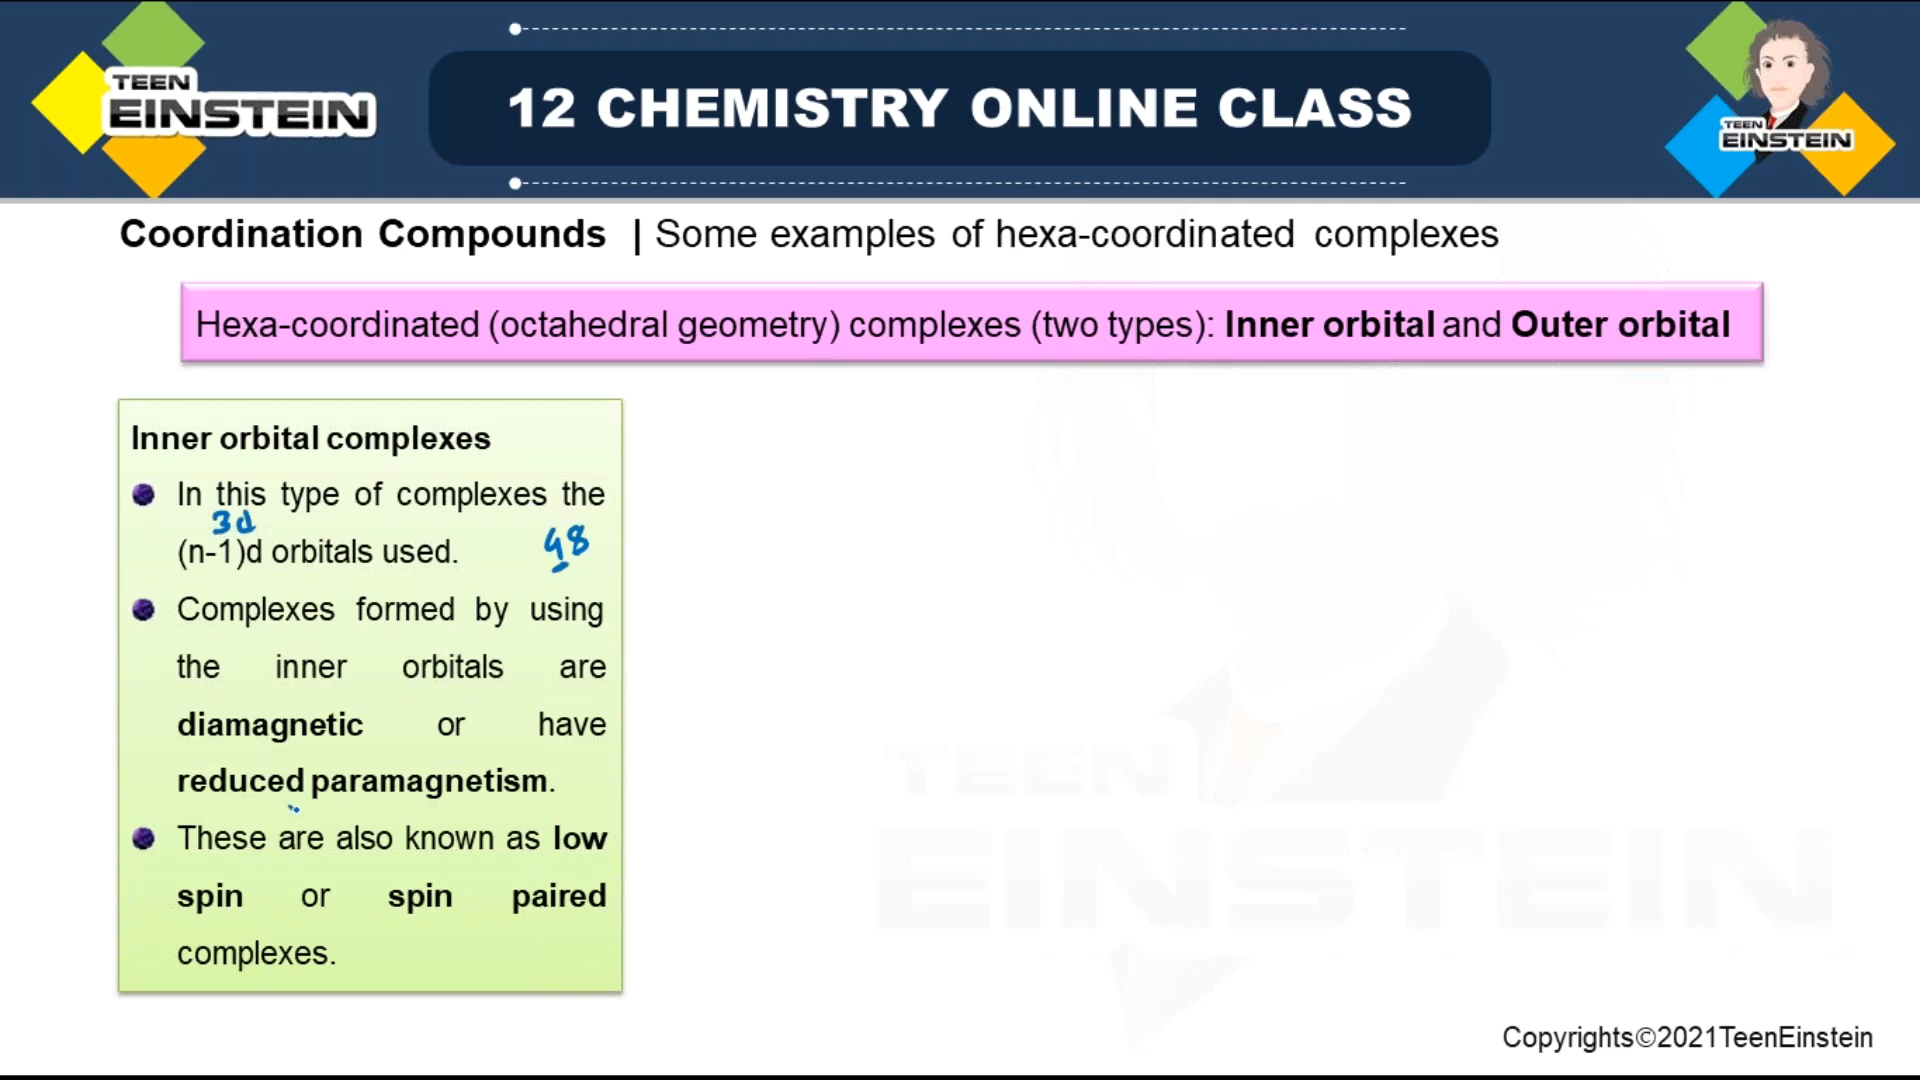 TEEN
EINSTEIN
12 CHEMISTRY ONLINE CLASS
TEEN
EINSTEIN
Coordination Compounds | Some examples of hexa-coordinated complexes
Hexa-coordinated (octahedral geometry) complexes (two types): Inner orbital and Outer orbital
Inner orbital complexes
In this type of complexes the
3d
(n-1)d orbitals used.
Complexes formed by using
the inner orbitals are
diamagnetic or have
reduced paramagnetism.
These are also known as low
spin or spin paired
complexes.
TEEN
EINSTEIN
Copyrights©2021TeenEinstein